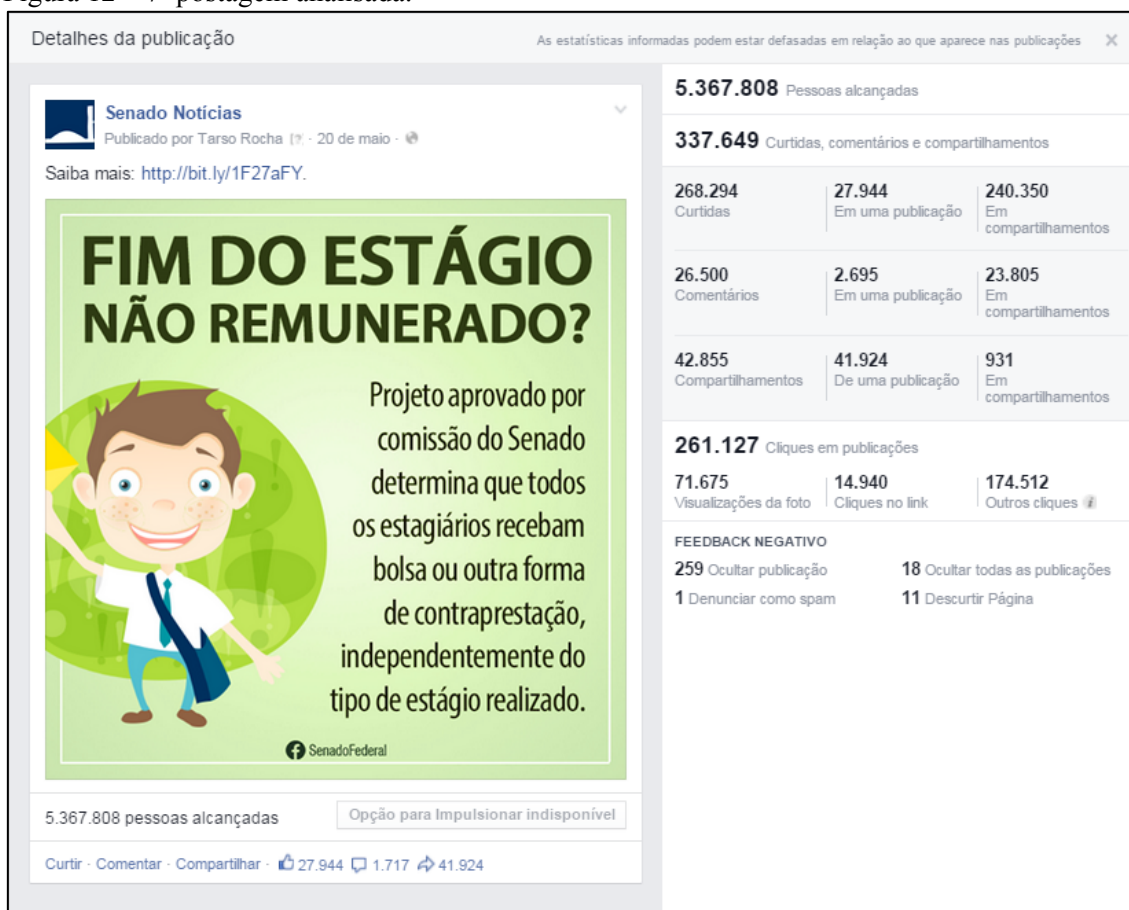 Figura 12 – 7ª postagem analisada.
Detalhes da publicação
As estatísticas informadas podem estar defasadas em relação ao que aparece nas publicações
Senado Notícias
Publicado por Tarso Rocha [?] · 20 de maio ·
Saiba mais: http://bit.ly/1F27aFY.
FIM DO ESTÁGIO
NÃO REMUNERADO?
Projeto aprovado por
comissão do Senado
determina que todos
os estagiários recebam
bolsa ou outra forma
de contraprestação,
independentemente do
tipo de estágio realizado.
SenadoFederal
5.367.808 pessoas alcançadas
Opção para Impulsionar indisponível
Curtir · Comentar · Compartilhar · 27.944 1.717 41.924
5.367.808 Pessoas alcançadas
337.649 Curtidas, comentários e compartilhamentos
268.294 27.944 240.350
Curtidas Em uma publicação Em
compartilhamentos
26.500 2.695 23.805
Comentários Em uma publicação Em
compartilhamentos
42.855 41.924 931
Compartilhamentos De uma publicação Em
compartilhamentos
261.127 Cliques em publicações
71.675 14.940 174.512
Visualizações da foto Cliques no link Outros cliques i
FEEDBACK NEGATIVO
259 Ocultar publicação 18 Ocultar todas as publicações
1 Denunciar como spam 11 Descurtir Página